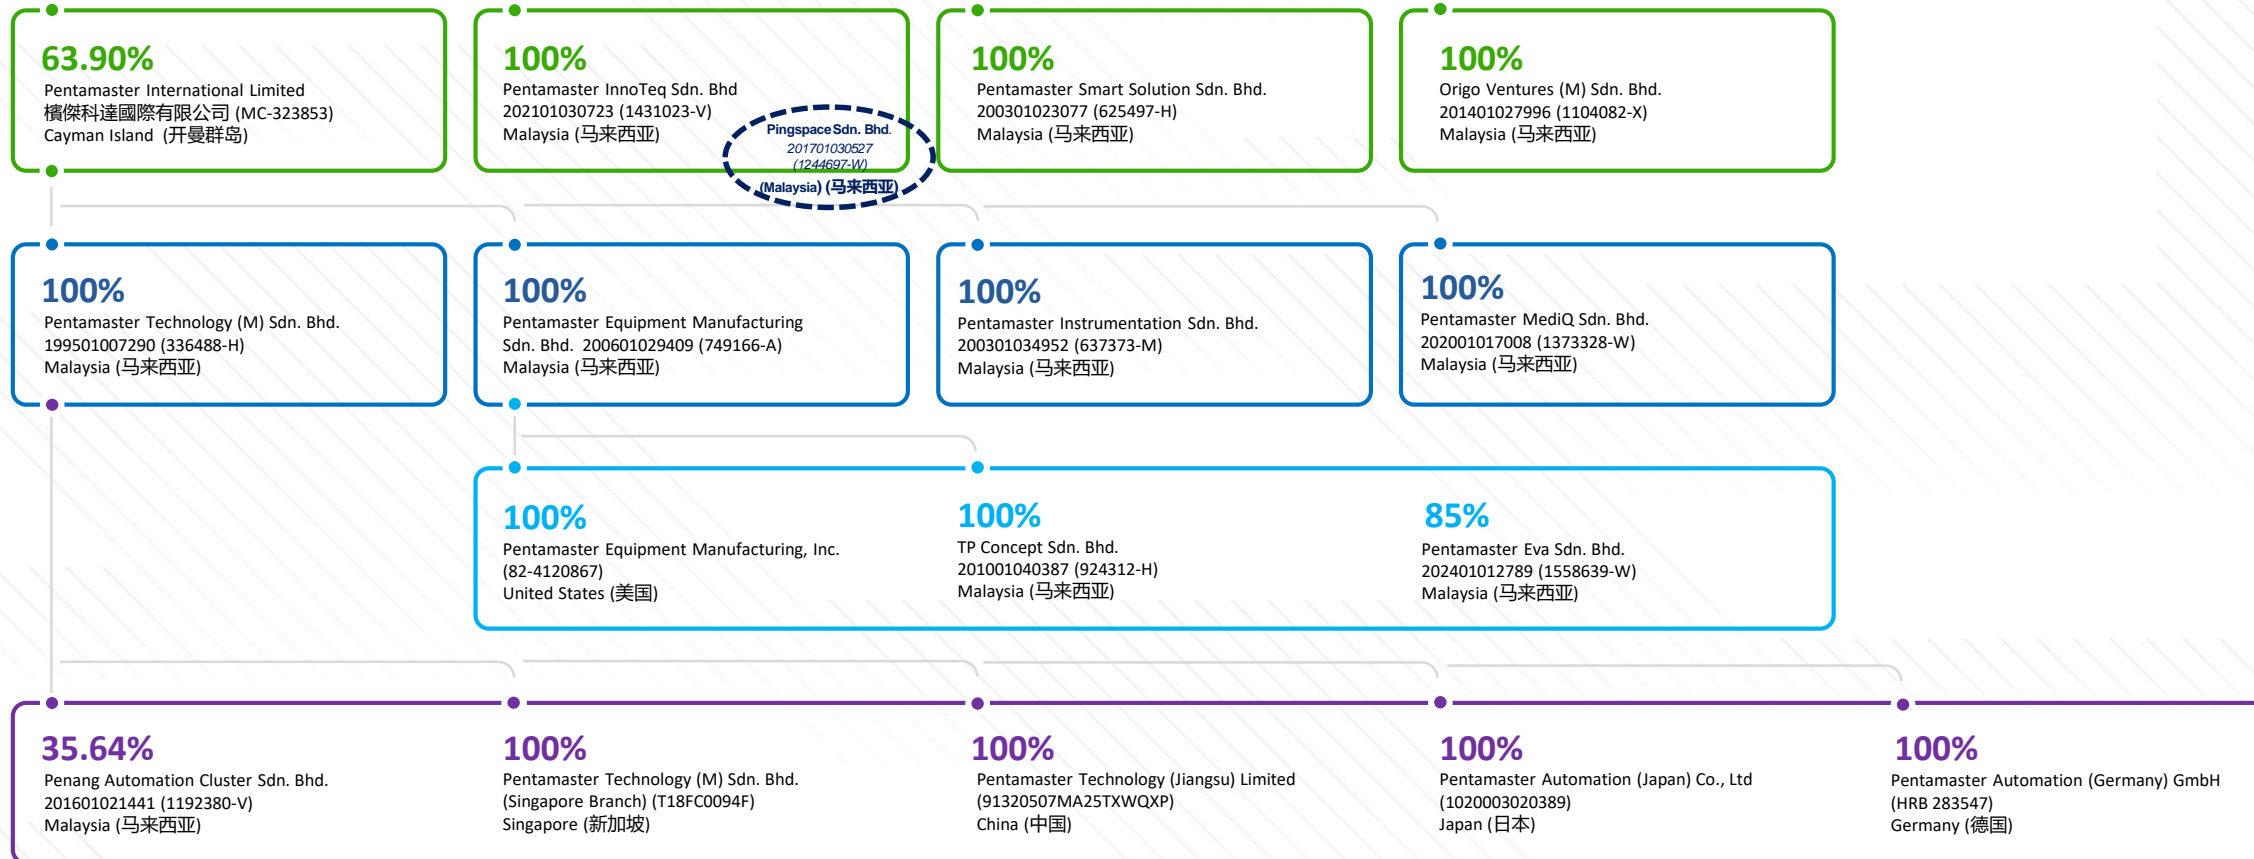 63.90%
Pentamaster International Limited
檳傑科達國際有限公司 (MC-323853)
Cayman Island (开曼群岛)
100%
Pentamaster InnoTeq Sdn. Bhd
202101030723 (1431023-V)
Malaysia (马来西亚)
Pingspace Sdn. Bhd.
201701030527
(1244697-W)
(Malaysia) (马来西亚)
100%
Pentamaster Smart Solution Sdn. Bhd.
200301023077 (625497-H)
Malaysia (马来西亚)
100%
Origo Ventures (M) Sdn. Bhd.
201401027996 (1104082-X)
Malaysia (马来西亚)
100%
Pentamaster Technology (M) Sdn. Bhd.
199501007290 (336488-H)
Malaysia (马来西亚)
100%
Pentamaster Equipment Manufacturing
Sdn. Bhd. 200601029409 (749166-A)
Malaysia (马来西亚)
100%
Pentamaster Instrumentation Sdn. Bhd.
200301034952 (637373-M)
Malaysia (马来西亚)
100%
Pentamaster MediQ Sdn. Bhd.
202001017008 (1373328-W)
Malaysia (马来西亚)
100%
Pentamaster Equipment Manufacturing, Inc.
(82-4120867)
United States (美国)
100%
TP Concept Sdn. Bhd.
201001040387 (924312-H)
Malaysia (马来西亚)
85%
Pentamaster Eva Sdn. Bhd.
202401012789 (1558639-W)
Malaysia (马来西亚)
35.64%
Penang Automation Cluster Sdn. Bhd.
201601021441 (1192380-V)
Malaysia (马来西亚)
100%
Pentamaster Technology (M) Sdn. Bhd.
(Singapore Branch) (T18FC0094F)
Singapore (新加坡)
100%
Pentamaster Technology (Jiangsu) Limited
(91320507MA25TXWQXP)
China (中国)
100%
Pentamaster Automation (Japan) Co., Ltd
(1020003020389)
Japan (日本)
100%
Pentamaster Automation (Germany) GmbH
(HRB 283547)
Germany (德国)